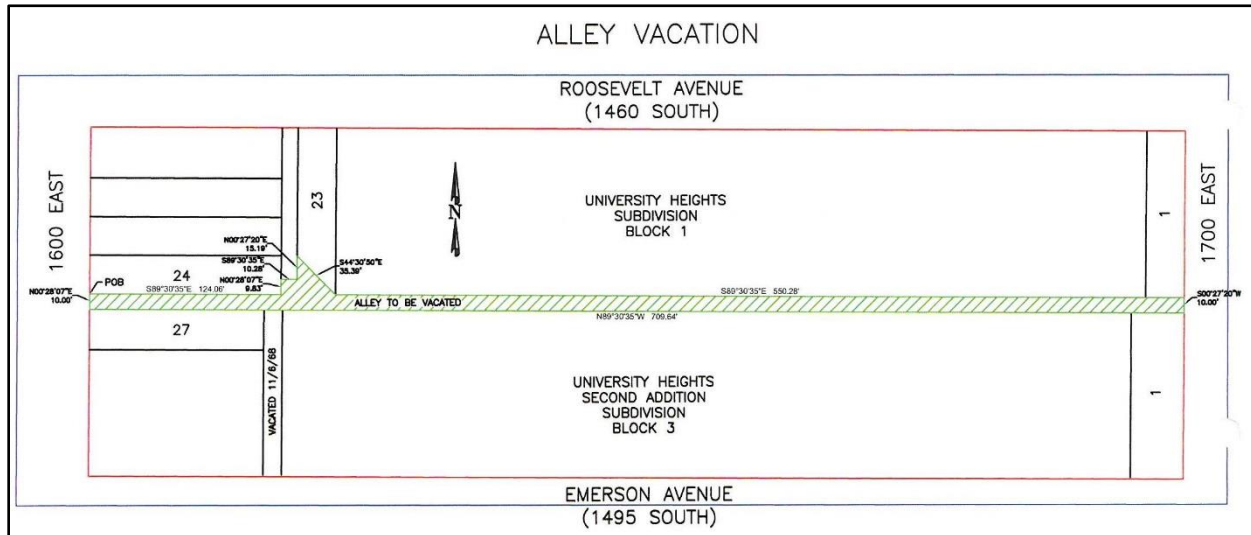 ALLEY VACATION
ROOSEVELT AVENUE
(1460 SOUTH)
1600 EAST
23
N
UNIVERSITY HEIGHTS
SUBDIVISION
BLOCK 1
1
1700 EAST
N00°27'20"E
15.19'
S89°30'35"E
10.28'
N00°28'07"E
9.83'
S44°30'50"E
35.39'
24
POB
N00°28'07"E
10.00'
S89°30'35"E 124.06'
S89°30'35"E 550.28'
S00°27'20"W
10.00'
ALLEY TO BE VACATED
N89°30'35"W 709.64'
27
VACATED 11/6/68
UNIVERSITY HEIGHTS
SECOND ADDITION
SUBDIVISION
BLOCK 3
1
EMERSON AVENUE
(1495 SOUTH)